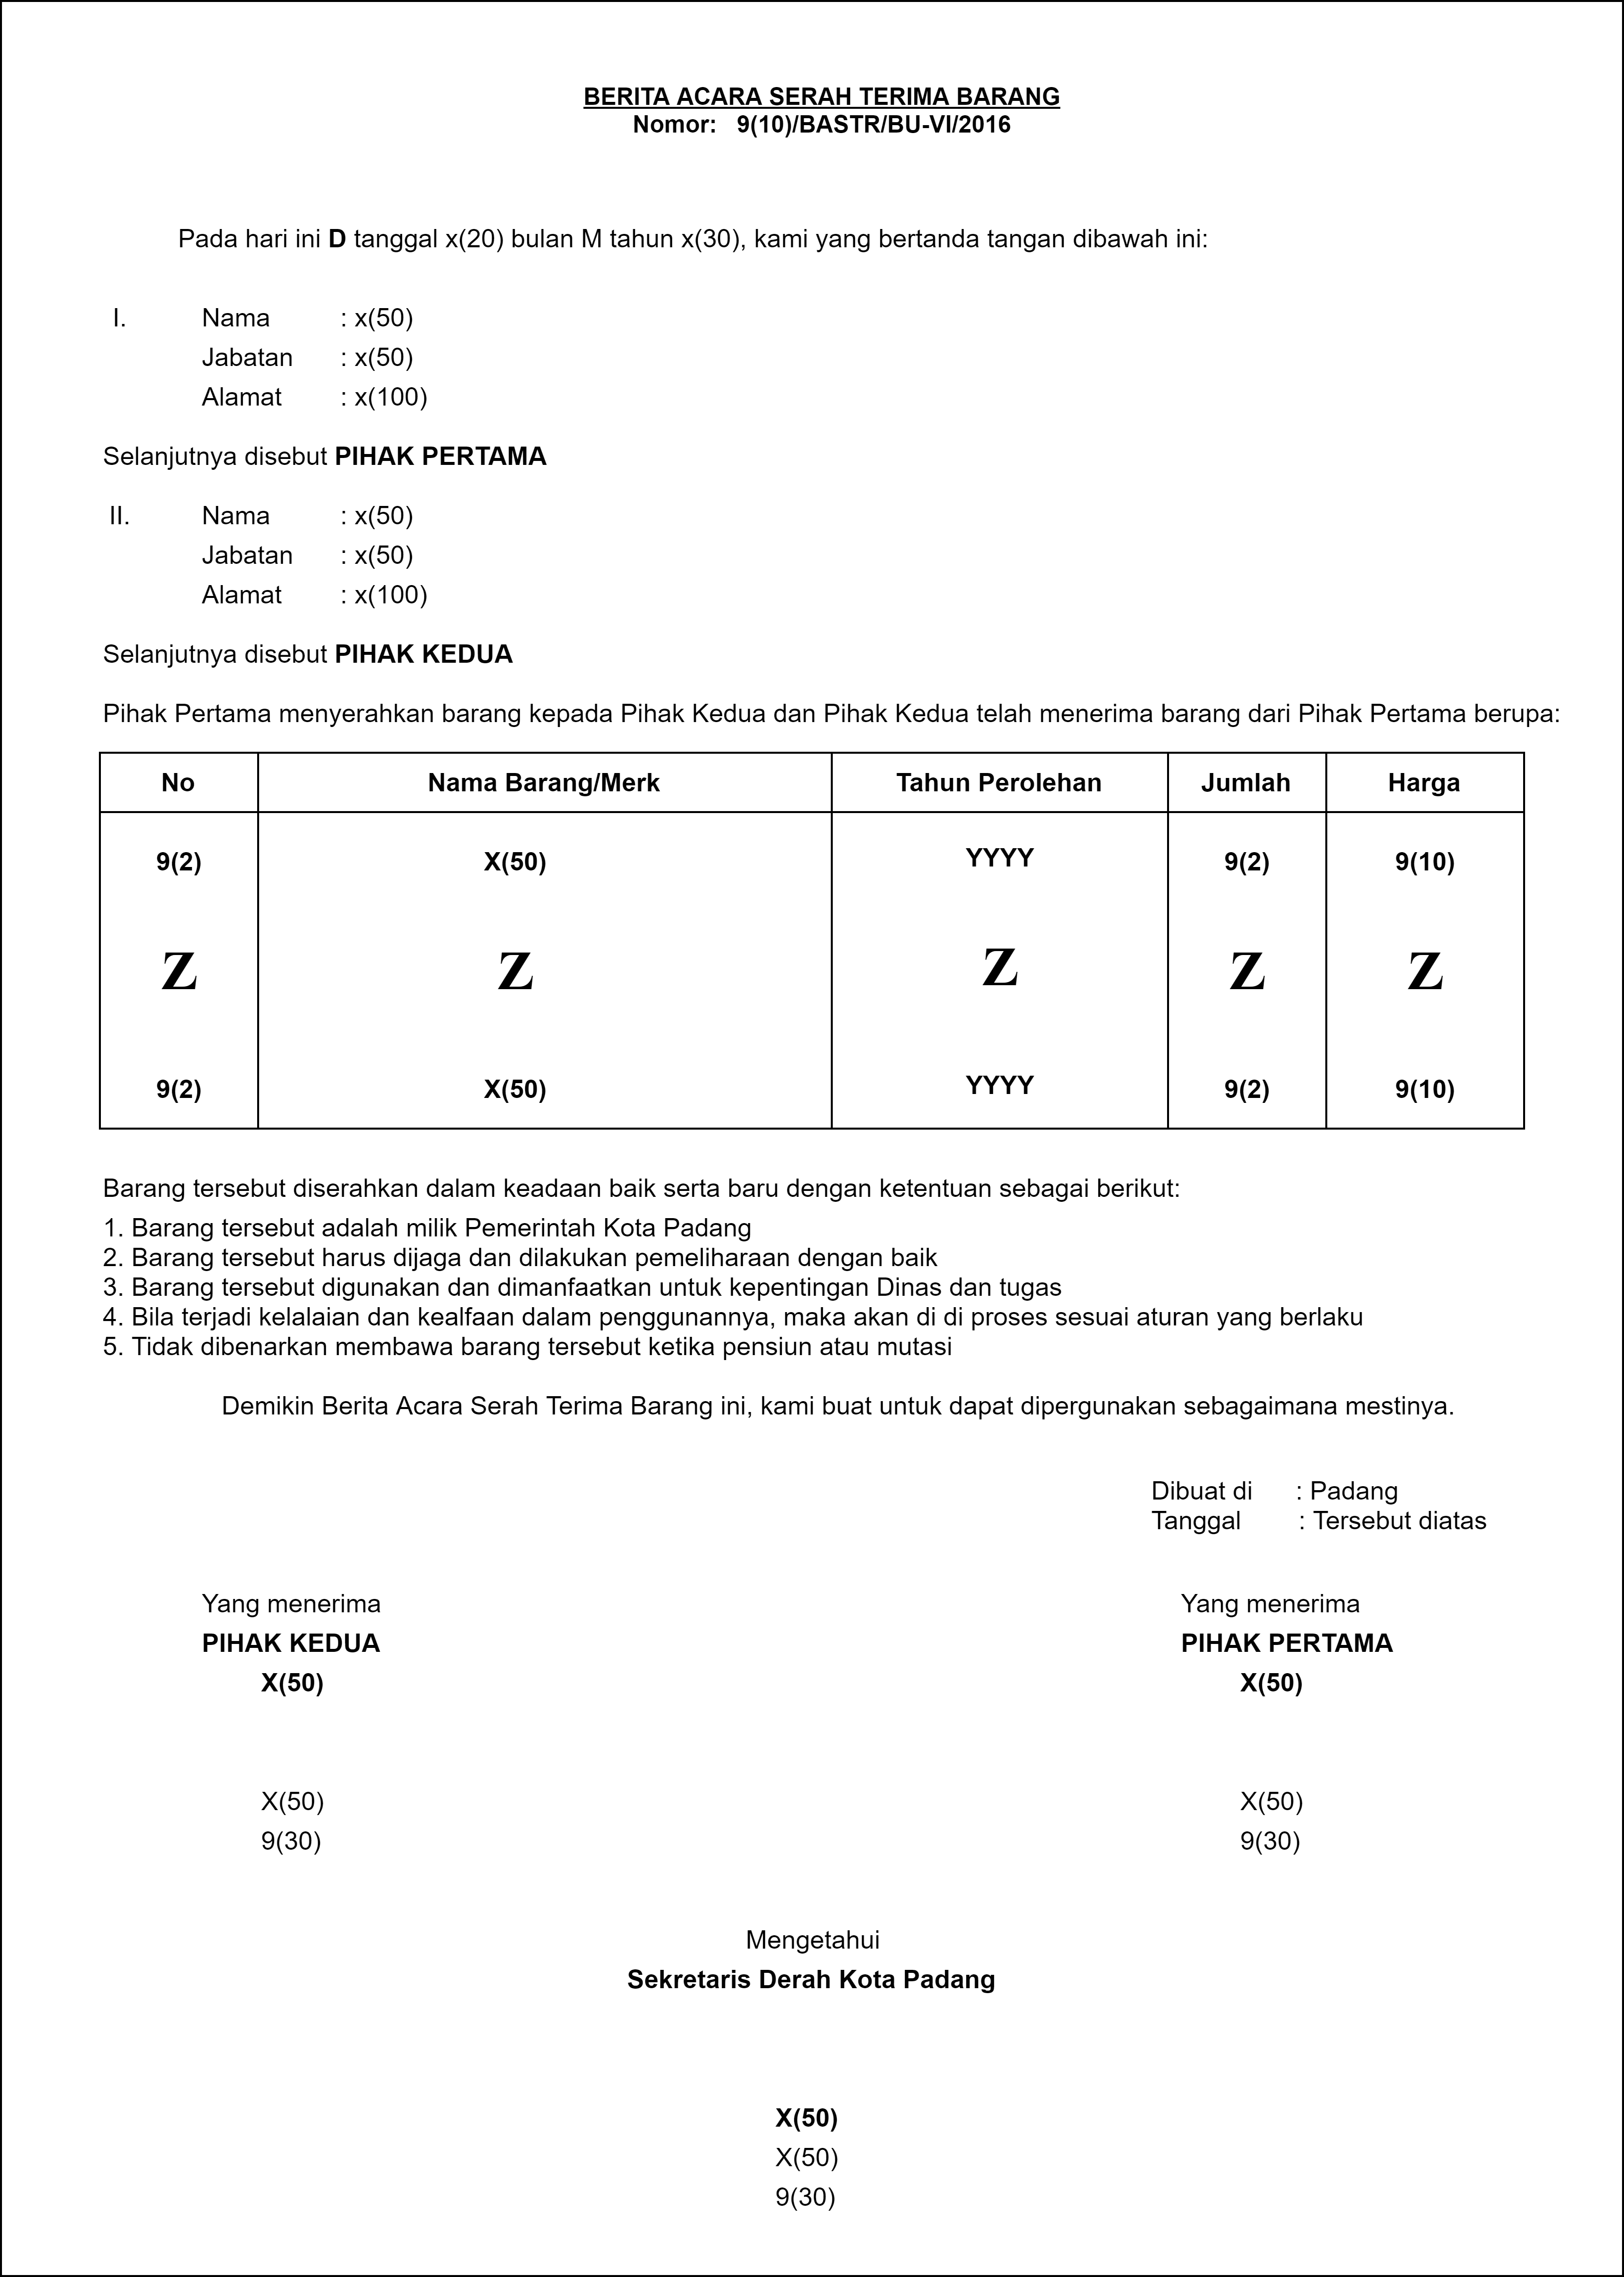 BERITA ACARA SERAH TERIMA BARANG
Nomor: 9(10)/BASTR/BU-VI/2016
Pada hari ini D tanggal x(20) bulan M tahun x(30), kami yang bertanda tangan dibawah ini:
I. Nama : x(50)
Jabatan : x(50)
Alamat : x(100)
Selanjutnya disebut PIHAK PERTAMA
II. Nama : x(50)
Jabatan : x(50)
Alamat : x(100)
Selanjutnya disebut PIHAK KEDUA
Pihak Pertama menyerahkan barang kepada Pihak Kedua dan Pihak Kedua telah menerima barang dari Pihak Pertama berupa:
No Nama Barang/Merk Tahun Perolehan Jumlah Harga
9(2) X(50) YYYY 9(2) 9(10)
Z Z Z Z Z
9(2) X(50) YYYY 9(2) 9(10)
Barang tersebut diserahkan dalam keadaan baik serta baru dengan ketentuan sebagai berikut:
1. Barang tersebut adalah milik Pemerintah Kota Padang
2. Barang tersebut harus dijaga dan dilakukan pemeliharaan dengan baik
3. Barang tersebut digunakan dan dimanfaatkan untuk kepentingan Dinas dan tugas
4. Bila terjadi kelalaian dan kealfaan dalam penggunannya, maka akan di di proses sesuai aturan yang berlaku
5. Tidak dibenarkan membawa barang tersebut ketika pensiun atau mutasi
Demikin Berita Acara Serah Terima Barang ini, kami buat untuk dapat dipergunakan sebagaimana mestinya.
Dibuat di : Padang
Tanggal : Tersebut diatas
Yang menerima Yang menerima
PIHAK KEDUA PIHAK PERTAMA
X(50) X(50)
X(50) X(50)
9(30) 9(30)
Mengetahui
Sekretaris Derah Kota Padang
X(50)
X(50)
9(30)